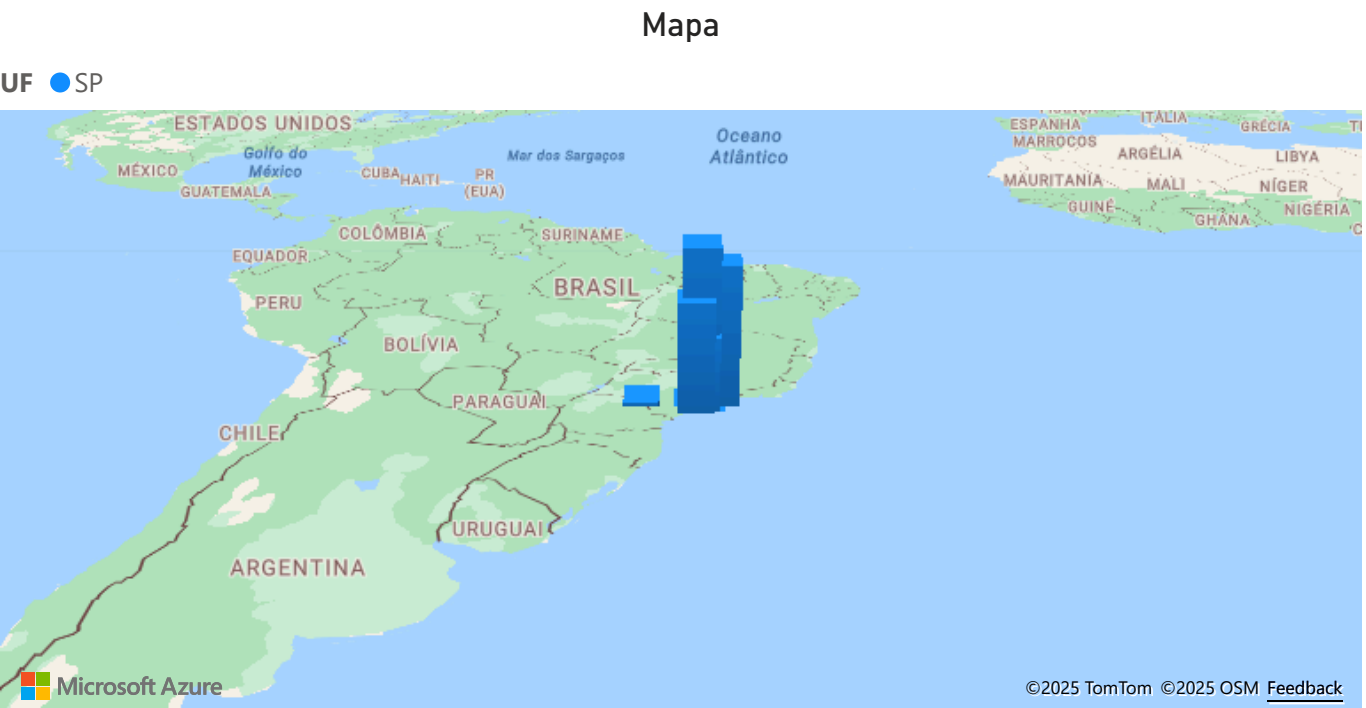 Mapa
UF SP
ESTADOS UNIDOS
Oceano
Atlântico
ITÁLIA
ESPANHA
GRÉCIA
MARROCOS
Golfo do
México
Mar dos Sargaços
ARGÉLIA
LIBYA
MÉXICO
CUBA
HAITI
PR
(EUA)
MAURITANIA
MALI
NÍGER
GUATEMALA
GUINÉ
GHANA
NIGÉRIA
COLÔMBIA
SURINAME
EQUADOR
BRASIL
PERU
BOLÍVIA
PARAGUAI
CHILE
URUGUAI
ARGENTINA
Microsoft Azure
©2025 TomTom ©2025 OSM Feedback